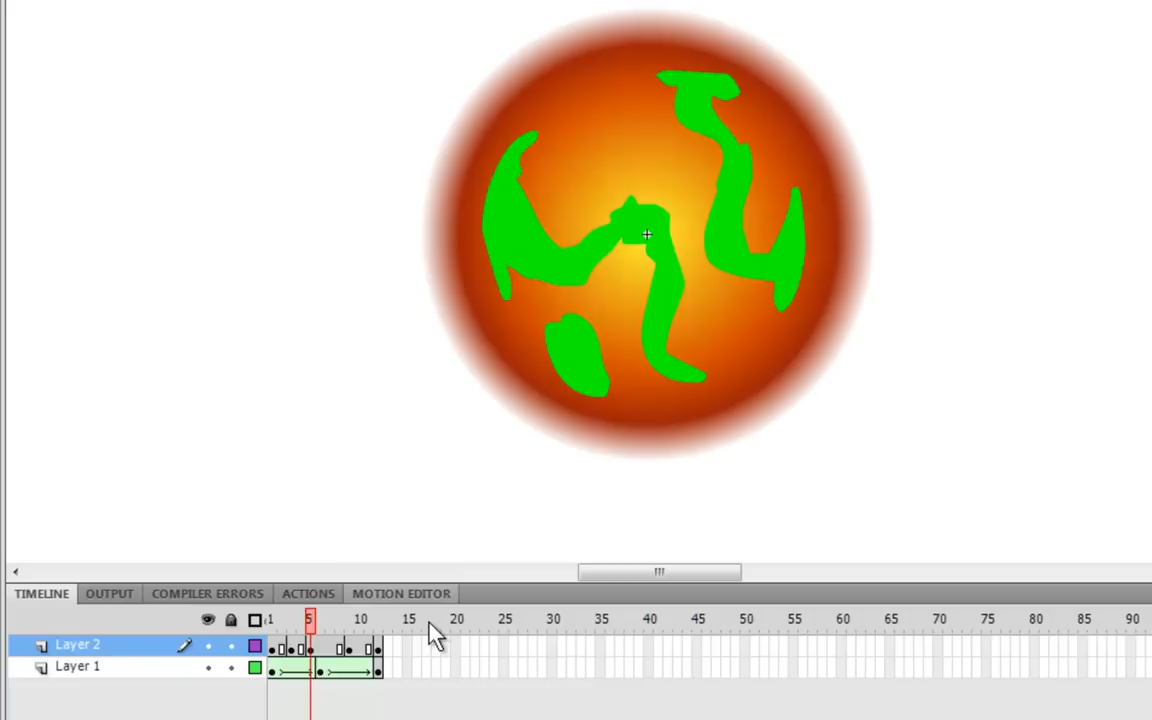 TIMELINE OUTPUT COMPILER ERRORS ACTIONS MOTION EDITOR
1 5 10 15 20 25 30 35 40 45 50 55 60 65 70 75 80 85 90
Layer 2
Layer 1